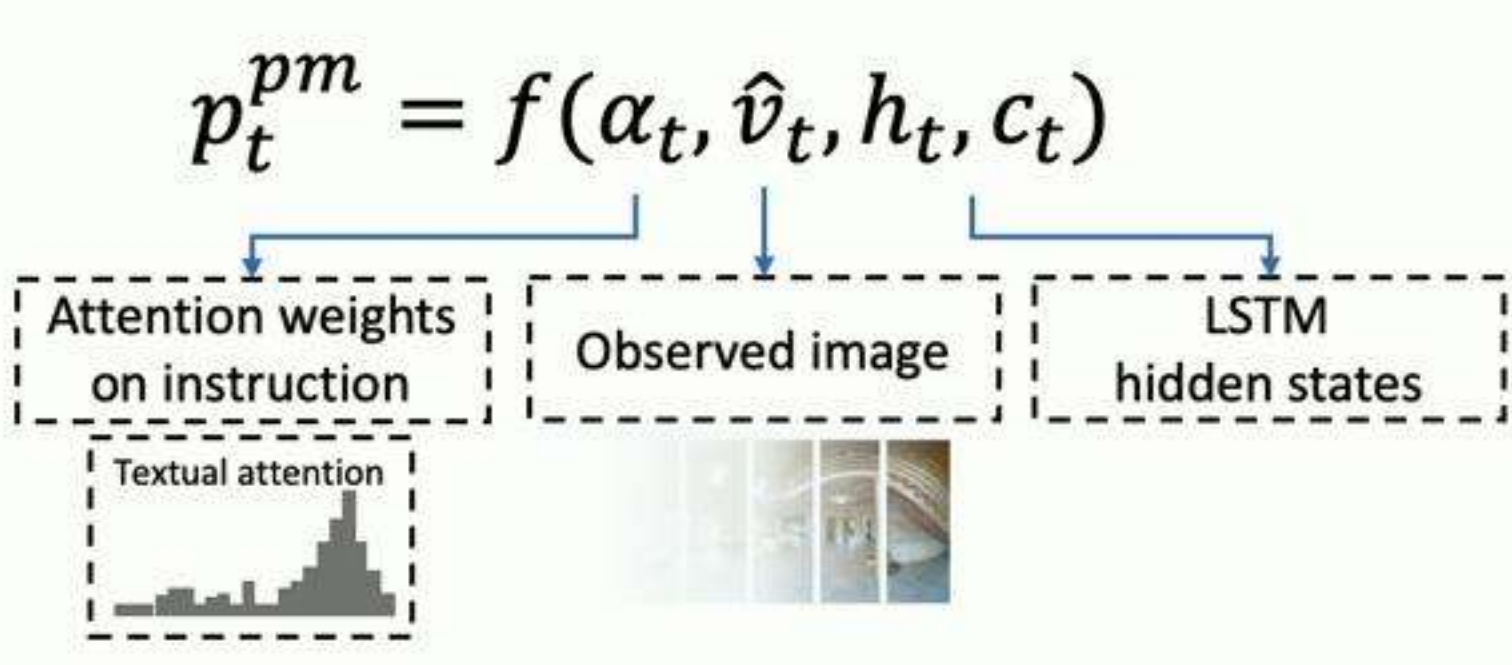 p_t^{pm} = f(α_t, v̂_t, h_t, c_t)
Attention weights
on instruction
Observed image
LSTM
hidden states
Textual attention